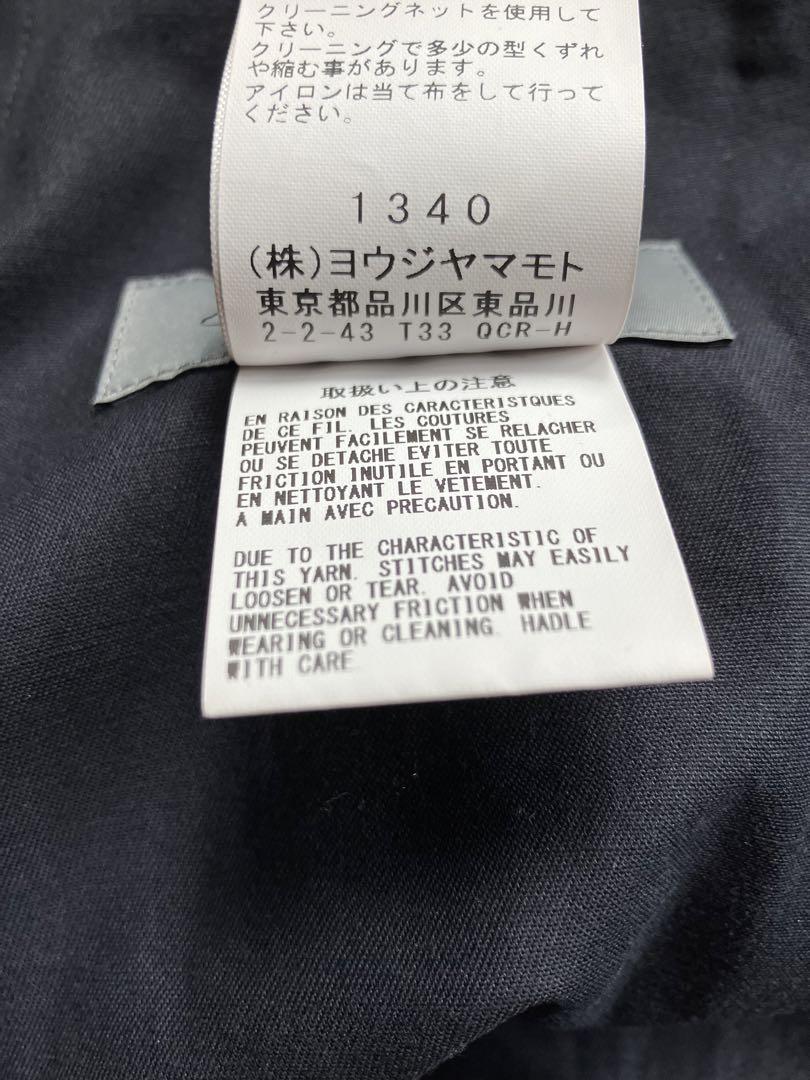 クリーニングネットを使用して
下さい。
クリーニングで多少の型くずれ
や縮む事があります。
アイロンは当て布をして行って
ください。
1340
(株)ヨウジヤマモト
東京都品川区東品川
2-2-43 T33 QCR-H
取扱い上の注意
EN RAISON DES CARACTERISTQUES
DE CE FIL. LES COUTURES
PEUVENT FACILEMENT SE RELACHER
OU SE DETACHE EVITER TOUTE
FRICTION INUTILE EN PORTANT OU
EN NETTOYANT LE VETEMENT.
A MAIN AVEC PRECAUTION.
DUE TO THE CHARACTERISTIC OF
THIS YARN. STITCHES MAY EASILY
LOOSEN OR TEAR. AVOID
UNNECESSARY FRICTION WHEN
WEARING OR CLEANING. HADLE
WITH CARE